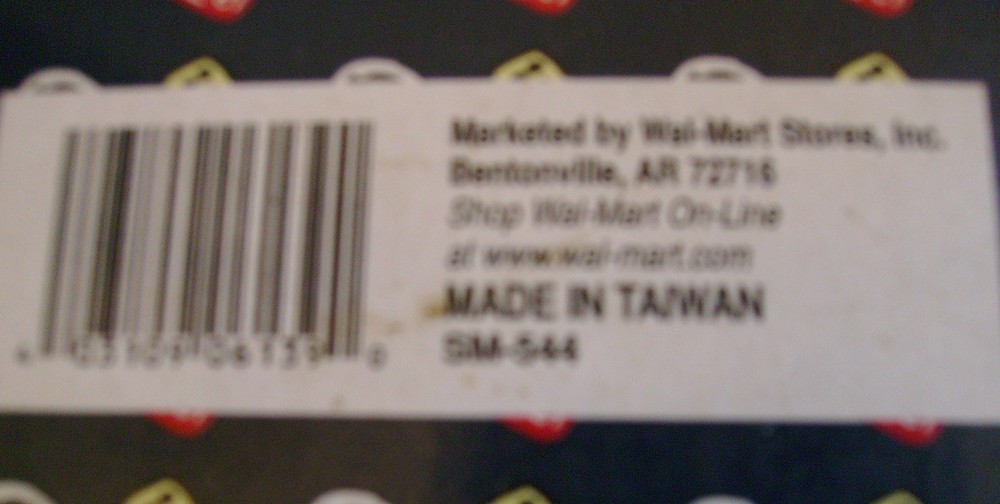 Marketed by Wal-Mart Stores, Inc.
Bentonville, AR 72716
Shop Wal-Mart On-Line
at www.wal-mart.com
MADE IN TAIWAN
SM-544